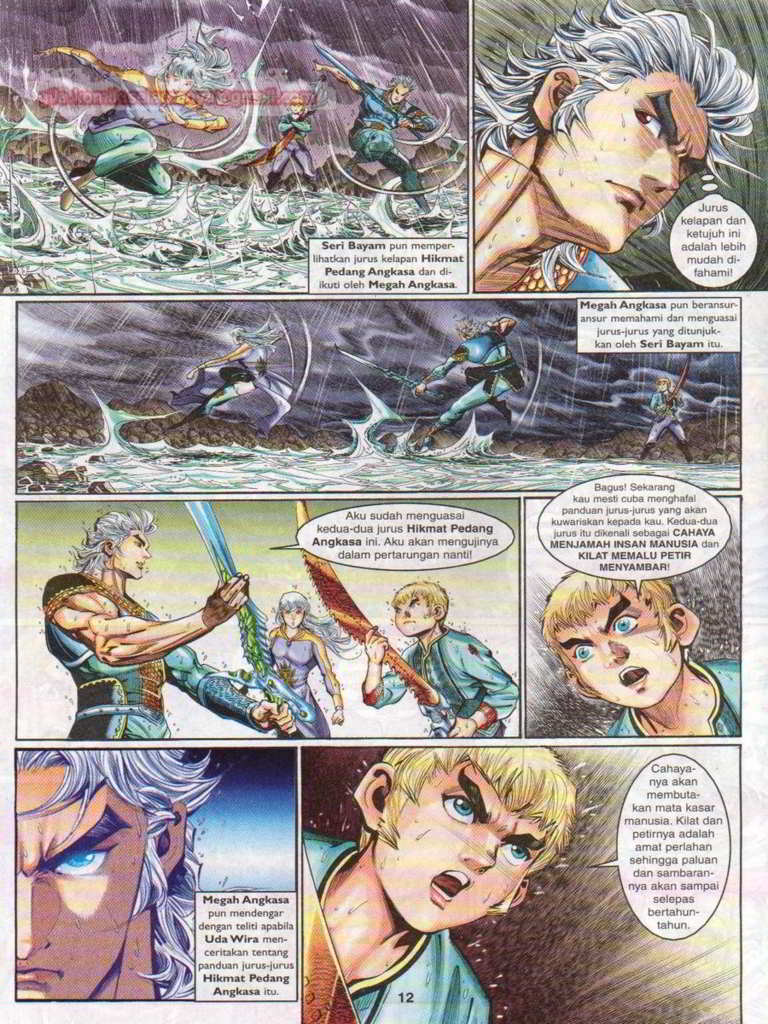 Seri Bayam pun memper-
lihatkan jurus kelapan Hikmat
Pedang Angkasa dan di-
ikuti oleh Megah Angkasa.
Jurus
kelapan dan
ketujuh ini
adalah lebih
mudah di-
fahami!
Megah Angkasa pun beransur-
ansur memahami dan menguasai
jurus-jurus yang ditunjuk-
kan oleh Seri Bayam itu.
Aku sudah menguasai
kedua-dua jurus Hikmat Pedang
Angkasa ini. Aku akan mengujinya
dalam pertarungan nanti!
Bagus! Sekarang
kau mesti cuba menghafal
panduan jurus-jurus yang akan
kuwariskan kepada kau. Kedua-dua
jurus itu dikenali sebagai CAHAYA
MENJAMAH INSAN MANUSIA dan
KILAT MEMALU PETIR
MENYAMBAR!
Megah Angkasa
pun mendengar
dengan teliti apabila
Uda Wira men-
ceritakan tentang
panduan jurus-jurus
Hikmat Pedang
Angkasa itu.
Cahaya-
nya akan
membuta-
kan mata kasar
manusia. Kilat dan
petirnya adalah
amat perlahan
sehingga paluan
dan sambaran-
nya akan sampai
selepas
bertahun-
tahun.
12